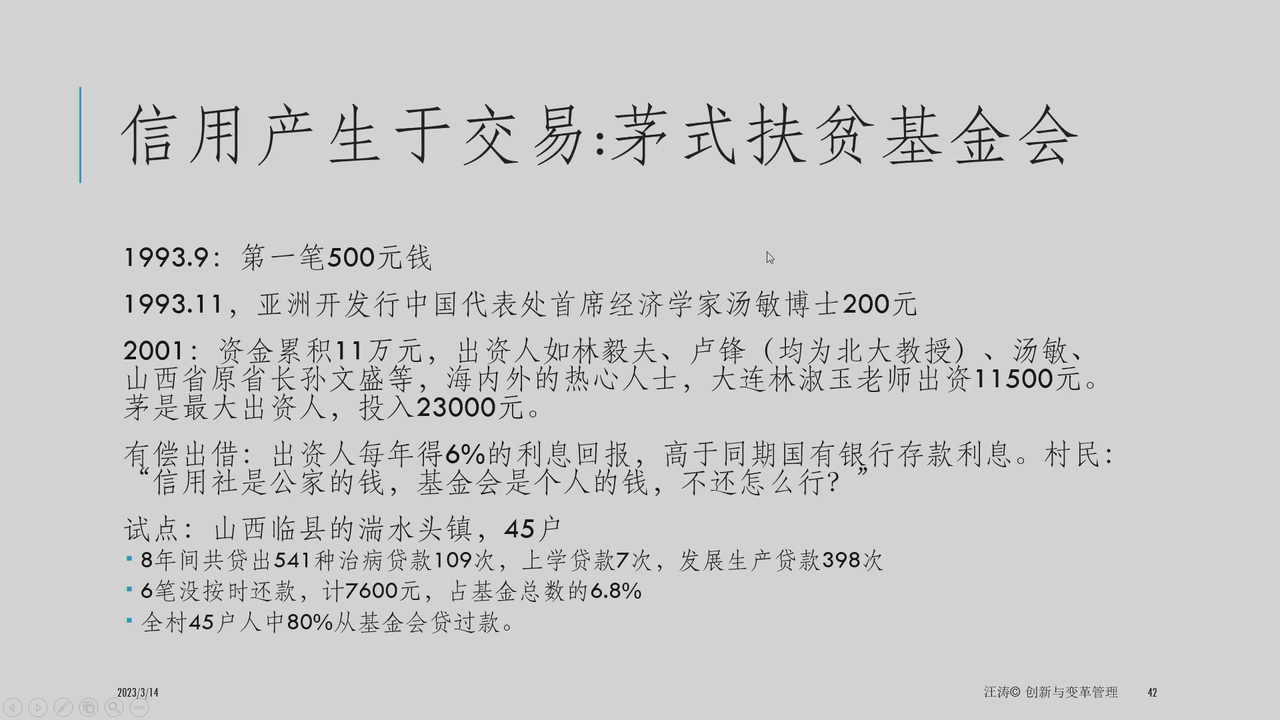 信用产生于交易:茅式扶贫基金会
1993.9：第一笔500元钱
1993.11，亚洲开发行中国代表处首席经济学家汤敏博士200元
2001：资金累积11万元，出资人如林毅夫、卢锋（均为北大教授）、汤敏、
山西省原省长孙文盛等，海内外的热心人士，大连林淑玉老师出资11500元。
茅是最大出资人，投入23000元。
有偿出借：出资人每年得6%的利息回报，高于同期国有银行存款利息。村民：
“信用社是公家的钱，基金会是个人的钱，不还怎么行？”
试点：山西临县的湍水头镇，45户
8年间共贷出541种治病贷款109次，上学贷款7次，发展生产贷款398次
6笔没按时还款，计7600元，占基金总数的6.8%
全村45户人中80%从基金会贷过款。
2023/3/14
汪涛© 创新与变革管理
42